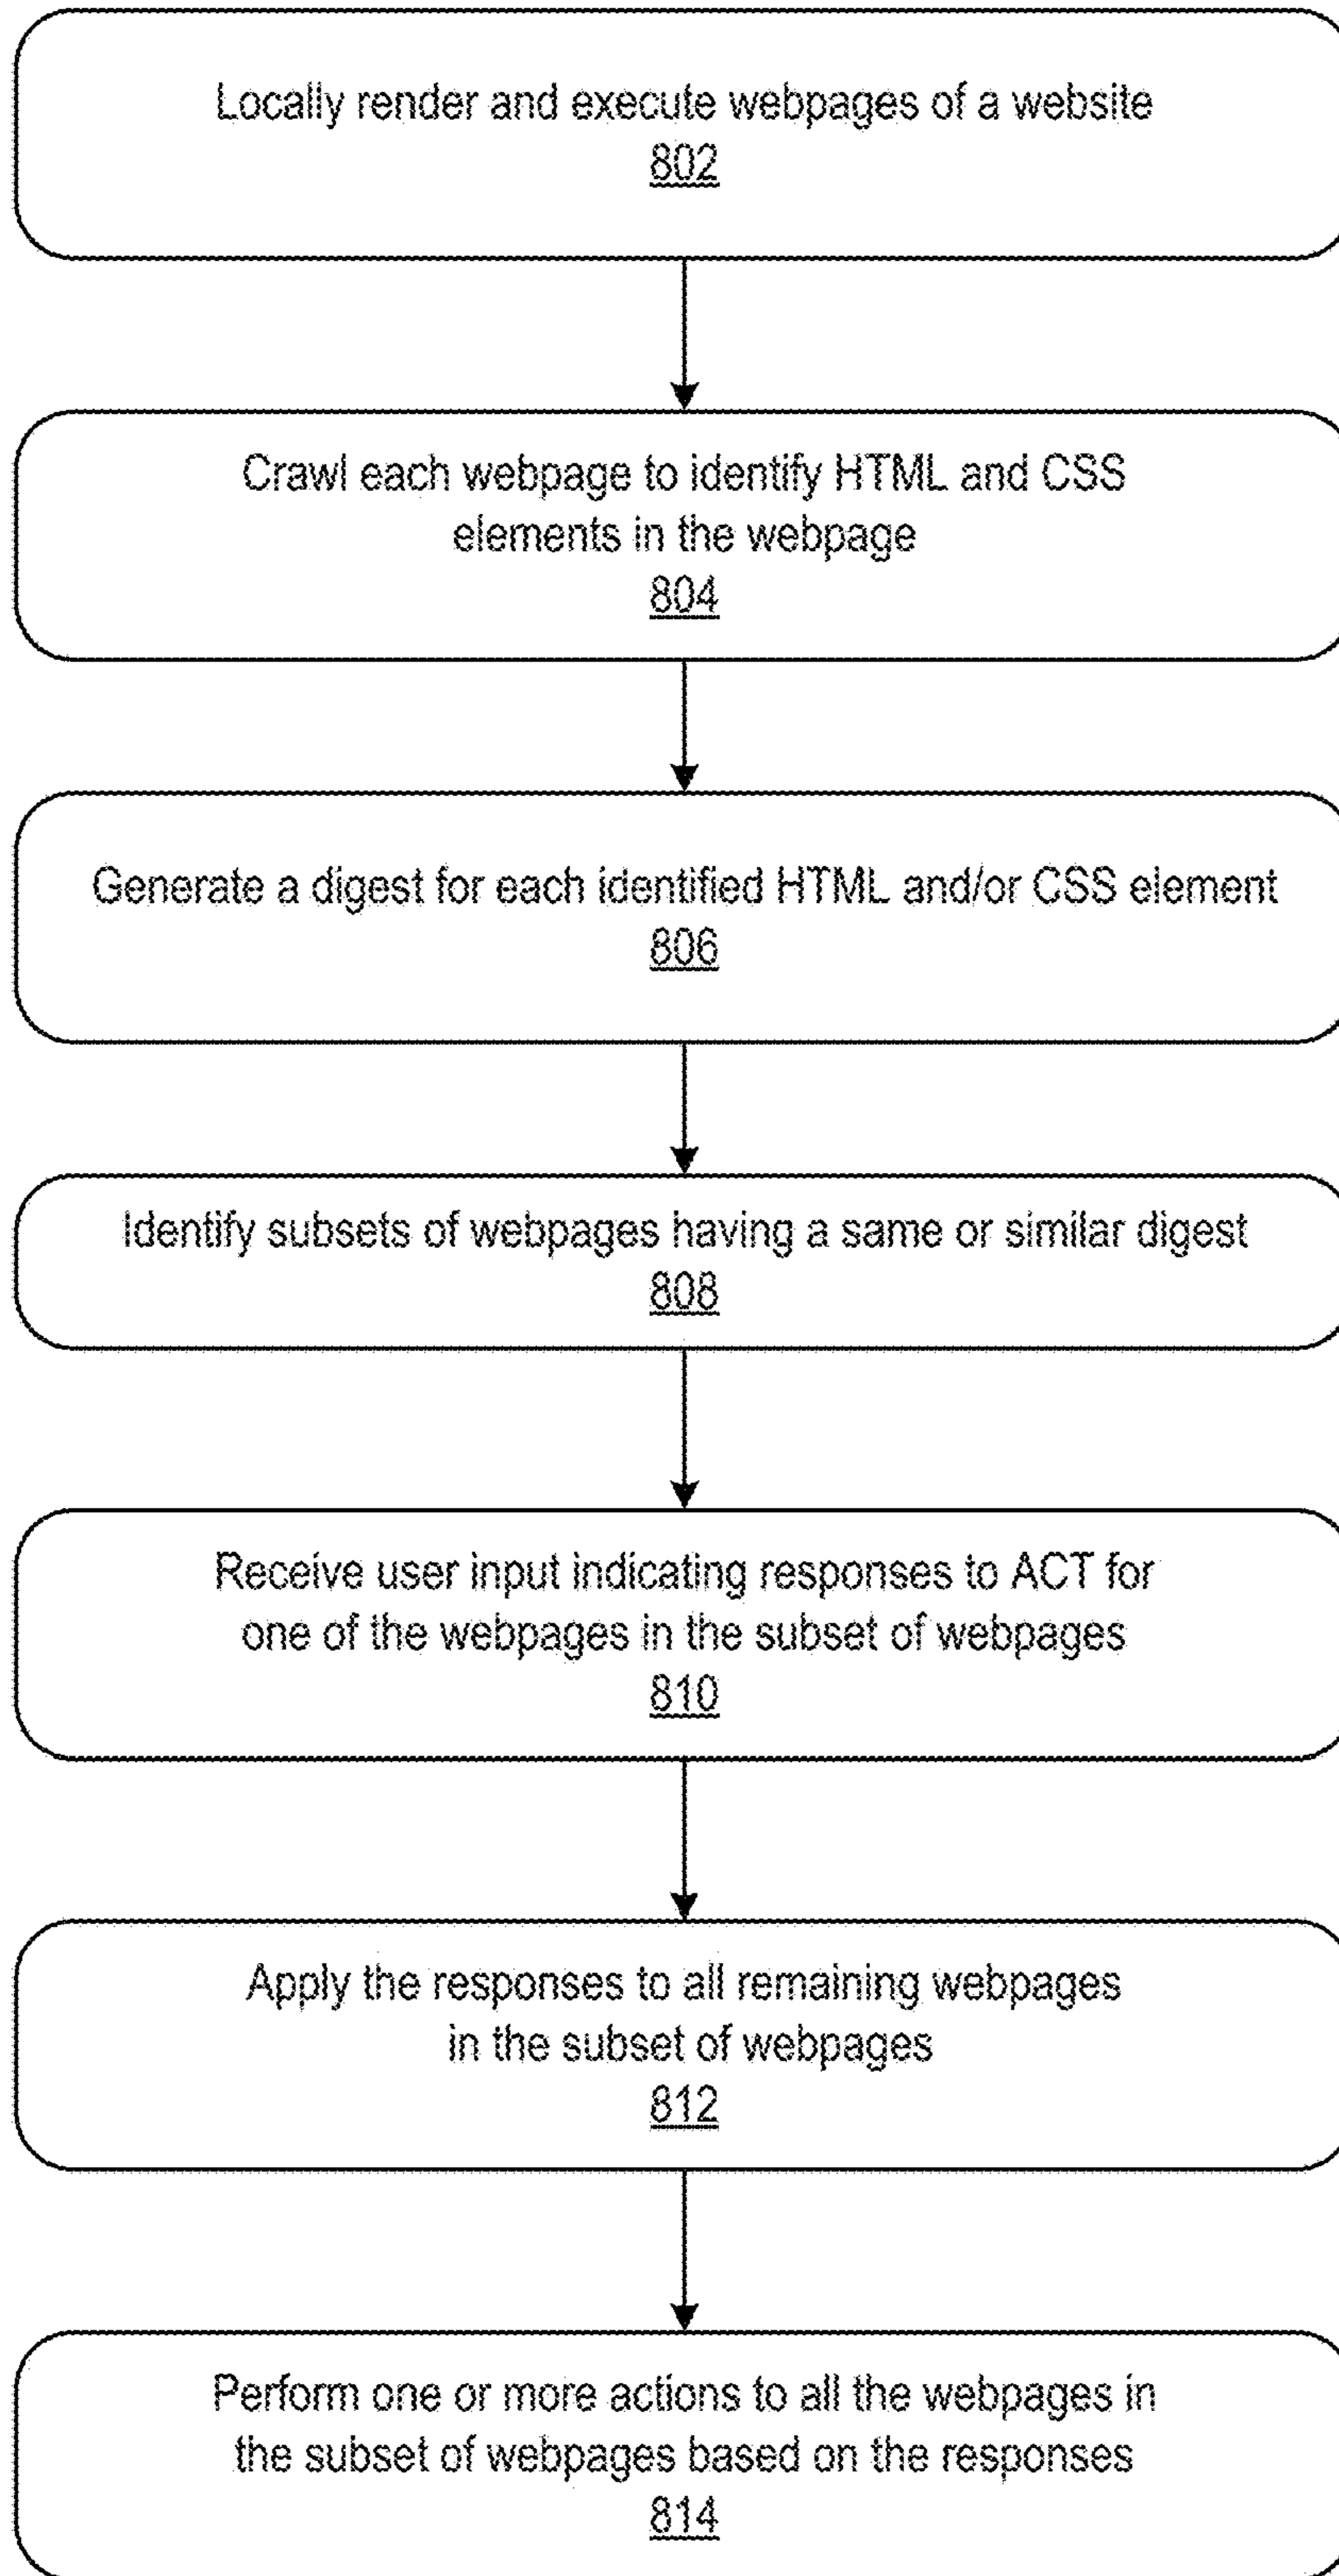 Locally render and execute webpages of a website
802
Crawl each webpage to identify HTML and CSS
elements in the webpage
804
Generate a digest for each identified HTML and/or CSS element
806
Identify subsets of webpages having a same or similar digest
808
Receive user input indicating responses to ACT for
one of the webpages in the subset of webpages
810
Apply the responses to all remaining webpages
in the subset of webpages
812
Perform one or more actions to all the webpages in
the subset of webpages based on the responses
814